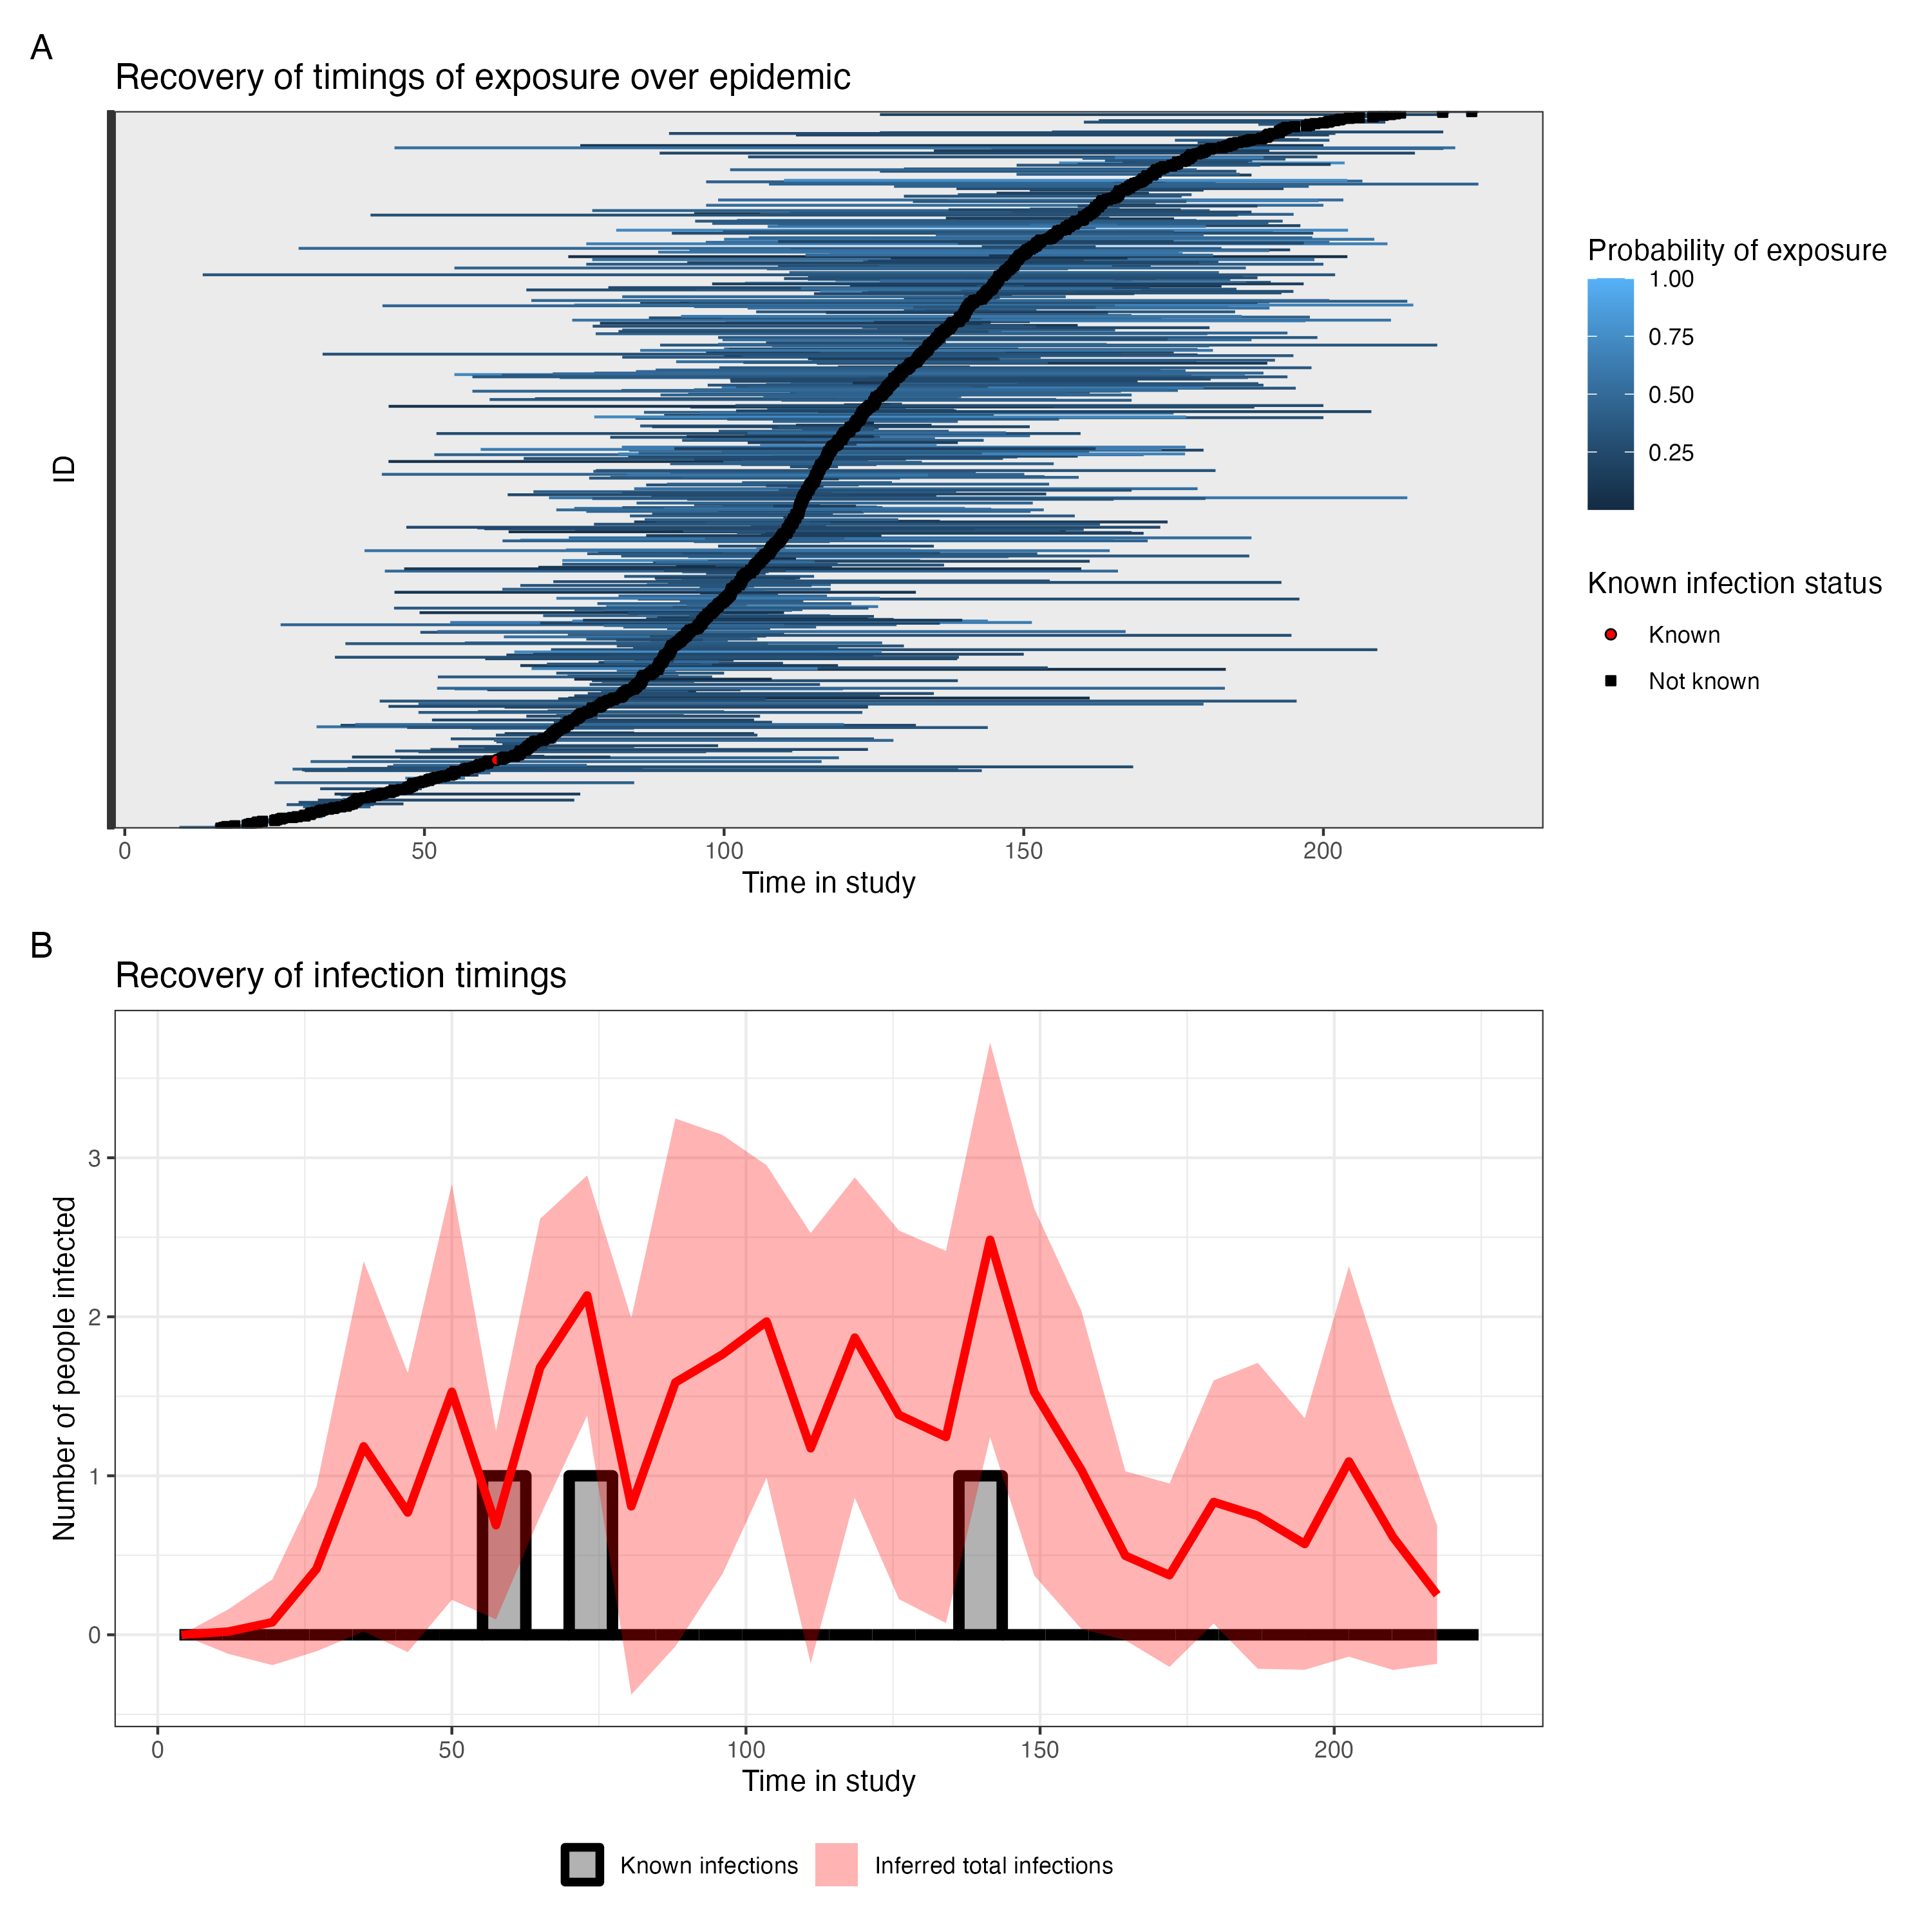 A
Recovery of timings of exposure over epidemic
ID
0 50 100 150 200
Time in study
Probability of exposure
1.00
0.75
0.50
0.25
Known infection status
Known
Not known
B
Recovery of infection timings
Number of people infected
3
2
1
0
0 50 100 150 200
Time in study
Known infections Inferred total infections